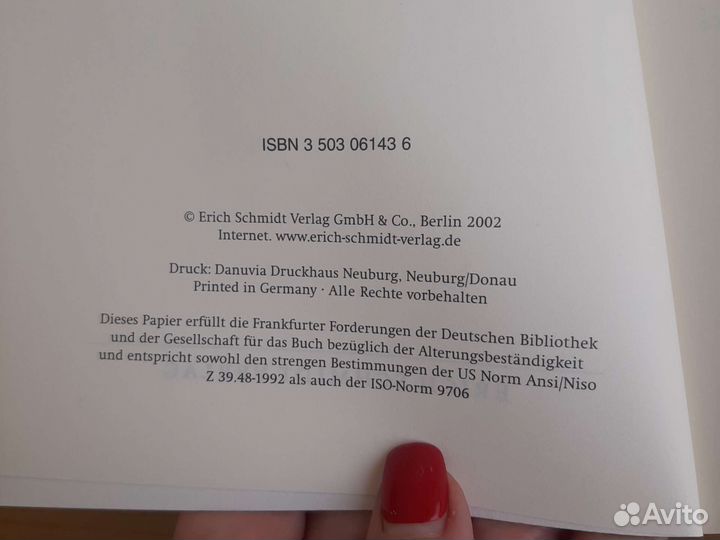 ISBN 3 503 06143 6
© Erich Schmidt Verlag GmbH & Co., Berlin 2002
Internet. www.erich-schmidt-verlag.de
Druck: Danuvia Druckhaus Neuburg, Neuburg/Donau
Printed in Germany · Alle Rechte vorbehalten
Dieses Papier erfüllt die Frankfurter Forderungen der Deutschen Bibliothek
und der Gesellschaft für das Buch bezüglich der Alterungsbeständigkeit
und entspricht sowohl den strengen Bestimmungen der US Norm Ansi/Niso
Z 39.48-1992 als auch der ISO-Norm 9706
Avito